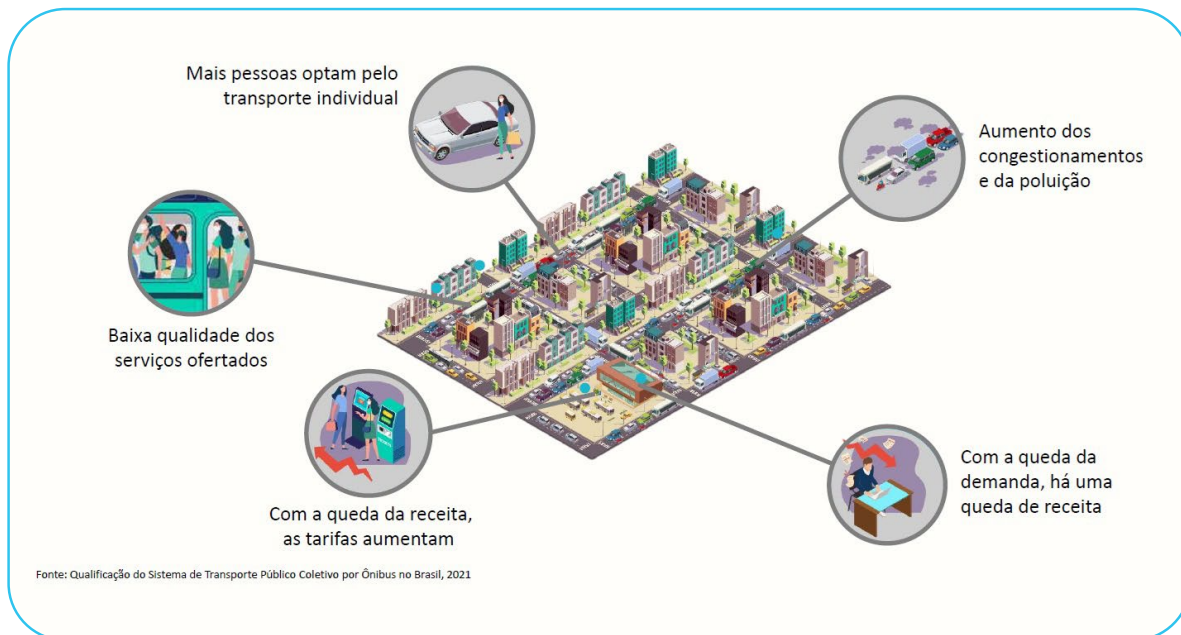 Mais pessoas optam pelo
transporte individual
Aumento dos
congestionamentos
e da poluição
Baixa qualidade dos
serviços ofertados
Com a queda da receita,
as tarifas aumentam
Com a queda da
demanda, há uma
queda de receita
Fonte: Qualificação do Sistema de Transporte Público Coletivo por Ônibus no Brasil, 2021